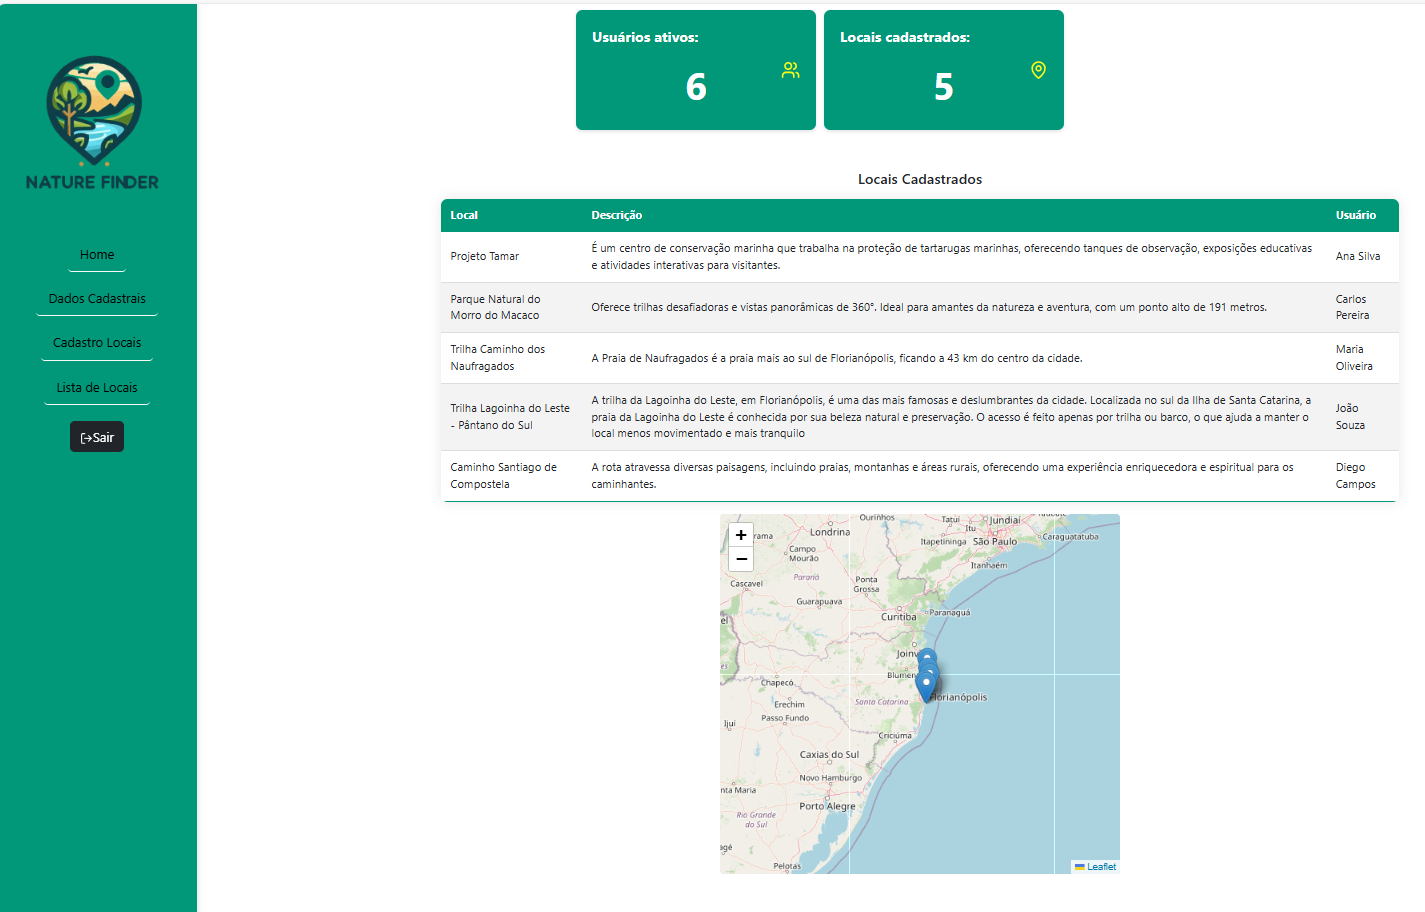 NATURE FINDER
Home
Dados Cadastrais
Cadastro Locais
Lista de Locais
Sair
Usuários ativos:
6
Locais cadastrados:
5
Locais Cadastrados
Local Descrição Usuário
Projeto Tamar
É um centro de conservação marinha que trabalha na proteção de tartarugas marinhas, oferecendo tanques de observação, exposições educativas
e atividades interativas para visitantes.
Ana Silva
Parque Natural do
Morro do Macaco
Oferece trilhas desafiadoras e vistas panorâmicas de 360°. Ideal para amantes da natureza e aventura, com um ponto alto de 191 metros.
Carlos
Pereira
Trilha Caminho dos
Naufragados
A Praia de Naufragados é a praia mais ao sul de Florianópolis, ficando a 43 km do centro da cidade.
Maria
Oliveira
Trilha Lagoinha do Leste
- Pântano do Sul
A trilha da Lagoinha do Leste, em Florianópolis, é uma das mais famosas e deslumbrantes da cidade. Localizada no sul da Ilha de Santa Catarina, a
praia da Lagoinha do Leste é conhecida por sua beleza natural e preservação. O acesso é feito apenas por trilha ou barco, o que ajuda a manter o
local menos movimentado e mais tranquilo
João
Souza
Caminho Santiago de
Compostela
A rota atravessa diversas paisagens, incluindo praias, montanhas e áreas rurais, oferecendo uma experiência enriquecedora e espiritual para os
caminhantes.
Diego
Campos
+
−
Ourinhos
Tatuí
Itu
Jundiaí
Londrina
rama
Itapetininga
São Paulo
Caraguatatuba
Campo
Mourão
Itanhaém
Cascavel
Paraná
Ponta
Grossa
Guarapuava
Curitiba
Paranaguá
el
Joinv
Blumen
Chapecó
Santa Catarina
Florianópolis
Erechim
Passo Fundo
Ijuí
Criciúma
Caxias do Sul
Novo Hamburgo
nta Maria
Porto Alegre
Rio Grande
do Sul
agé
Pelotas
Leaflet